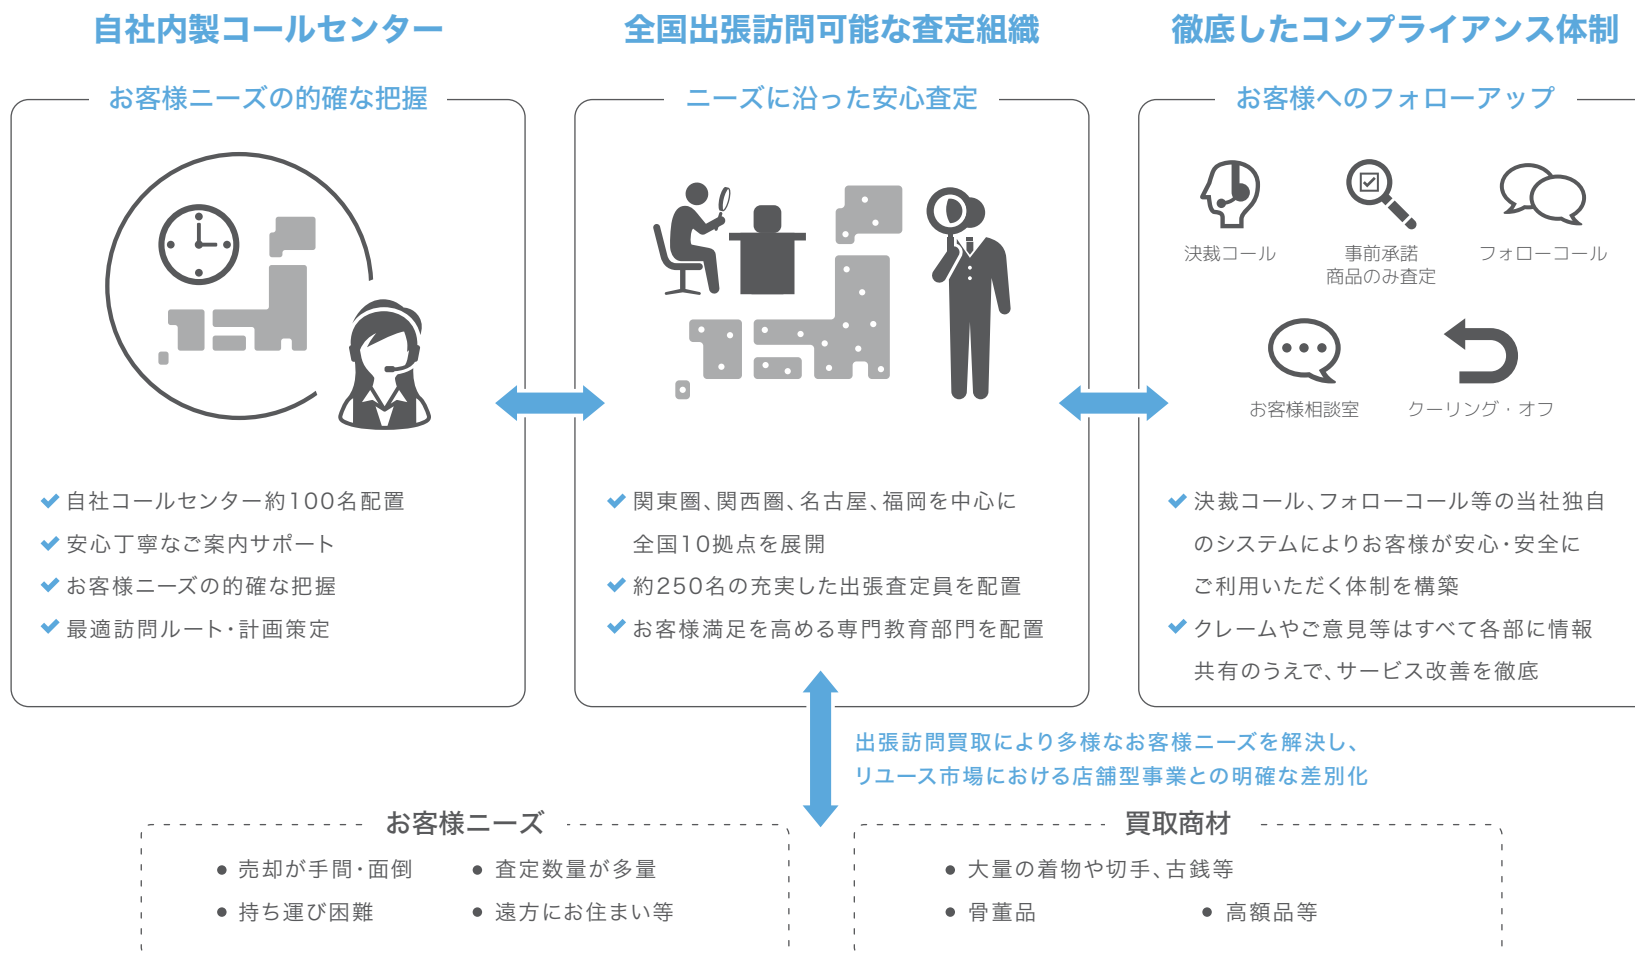 自社内製コールセンター
お客様ニーズの的確な把握
自社コールセンター約100名配置
安心丁寧なご案内サポート
お客様ニーズの的確な把握
最適訪問ルート・計画策定
全国出張訪問可能な査定組織
ニーズに沿った安心査定
関東圏、関西圏、名古屋、福岡を中心に
全国10拠点を展開
約250名の充実した出張査定員を配置
お客様満足を高める専門教育部門を配置
徹底したコンプライアンス体制
お客様へのフォローアップ
決裁コール
事前承諾
商品のみ査定
フォローコール
お客様相談室
クーリング・オフ
決裁コール、フォローコール等の当社独自
のシステムによりお客様が安心・安全に
ご利用いただく体制を構築
クレームやご意見等はすべて各部に情報
共有のうえで、サービス改善を徹底
出張訪問買取により多様なお客様ニーズを解決し、
リユース市場における店舗型事業との明確な差別化
お客様ニーズ
● 売却が手間・面倒
● 査定数量が多量
● 持ち運び困難
● 遠方にお住まい等
買取商材
● 大量の着物や切手、古銭等
● 骨董品
● 高額品等